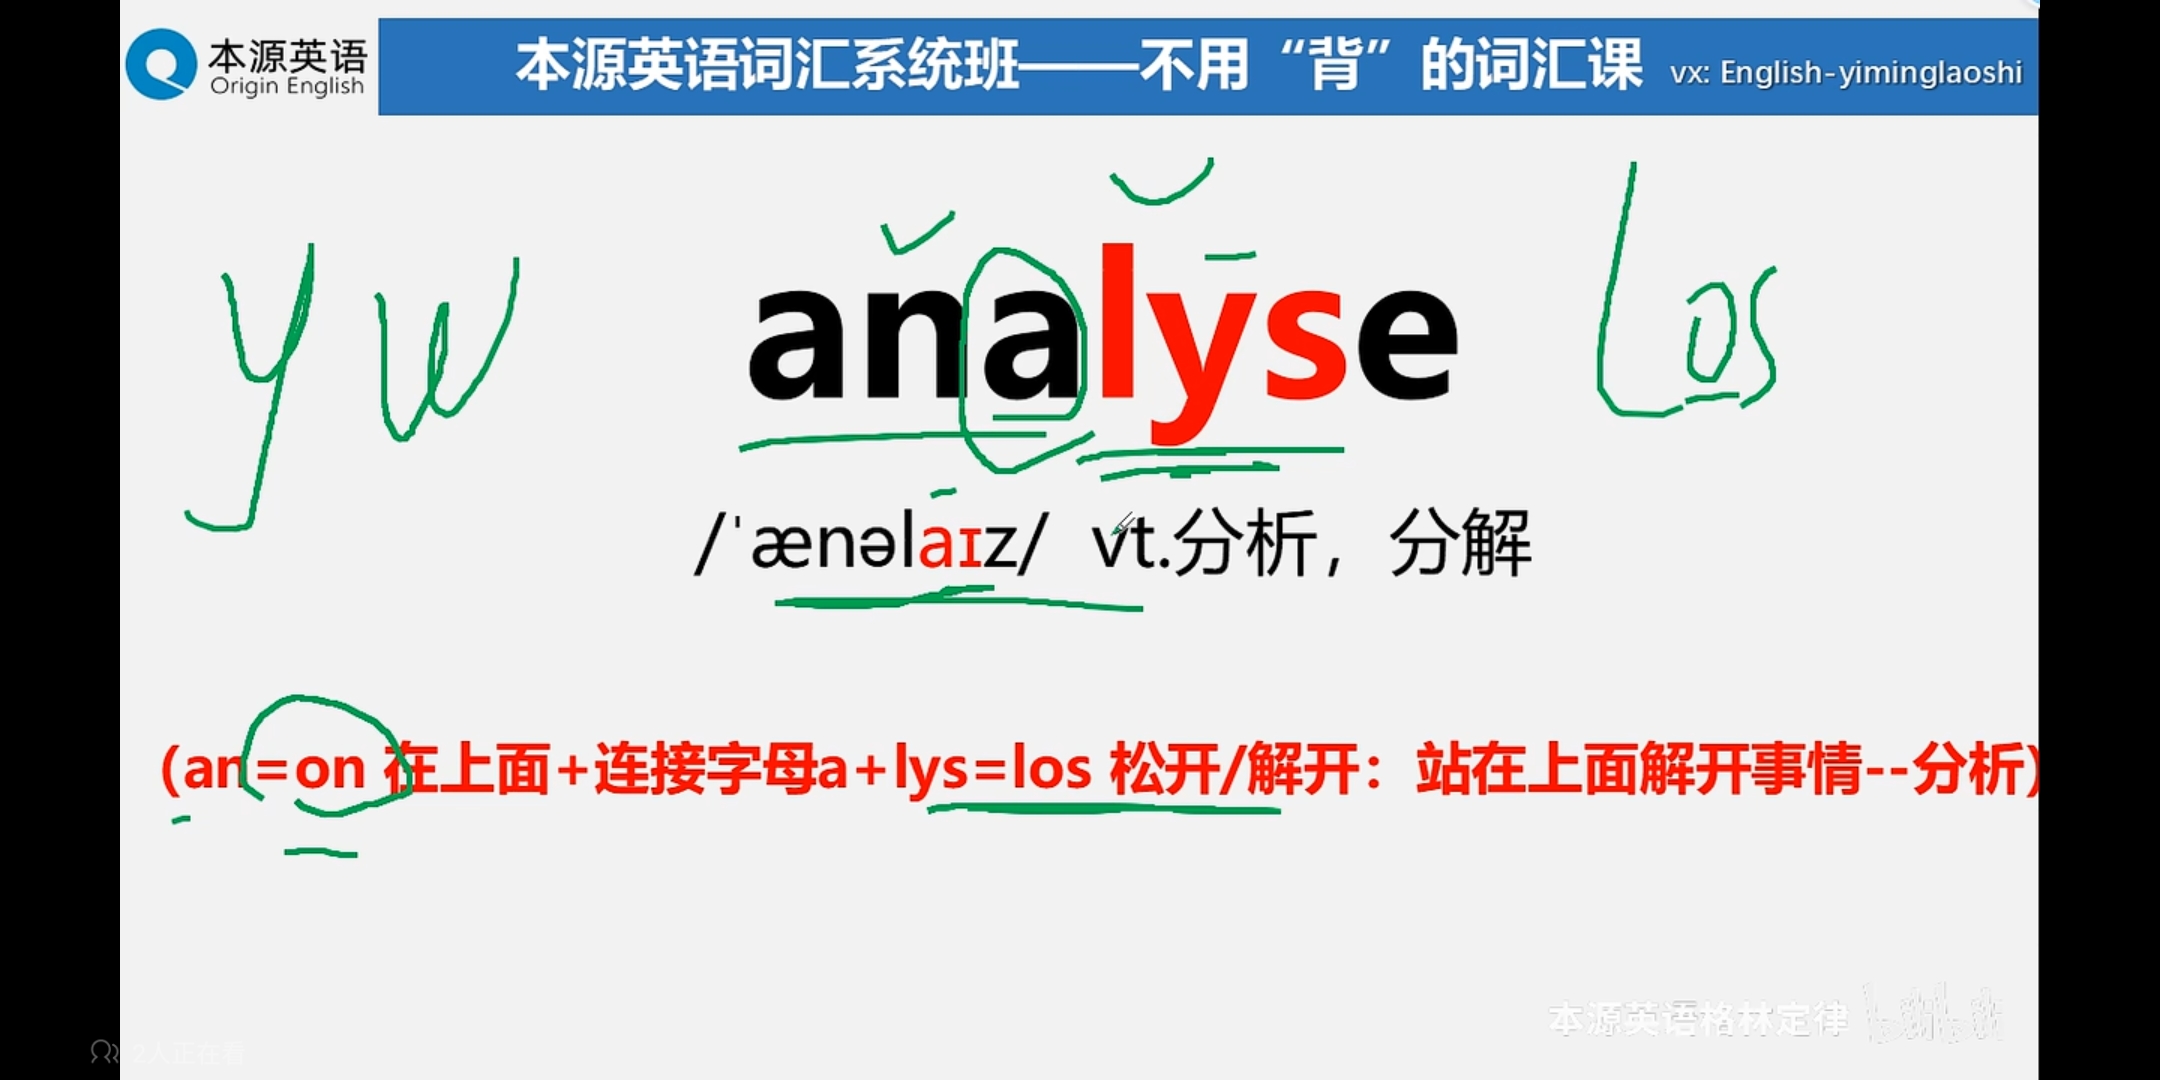 本源英语
Origin English
本源英语词汇系统班——不用“背”的词汇课 vx: English-yiminglaoshi
y w
analyse
Los
/ˈænəlaɪz/ vt.分析，分解
(an=on 在上面+连接字母a+lys=los 松开/解开：站在上面解开事情--分析)
本源英语格林定律 bilibili
2人正在看